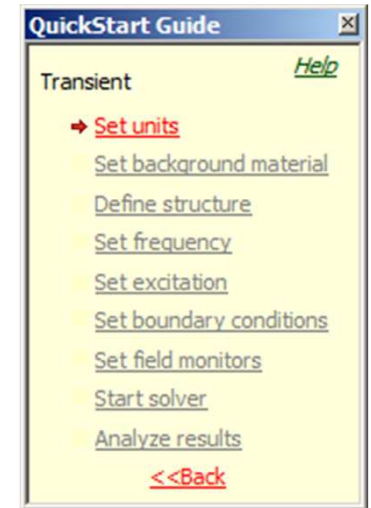 QuickStart Guide
Help
Transient
Set units
Set background material
Define structure
Set frequency
Set excitation
Set boundary conditions
Set field monitors
Start solver
Analyze results
<<Back